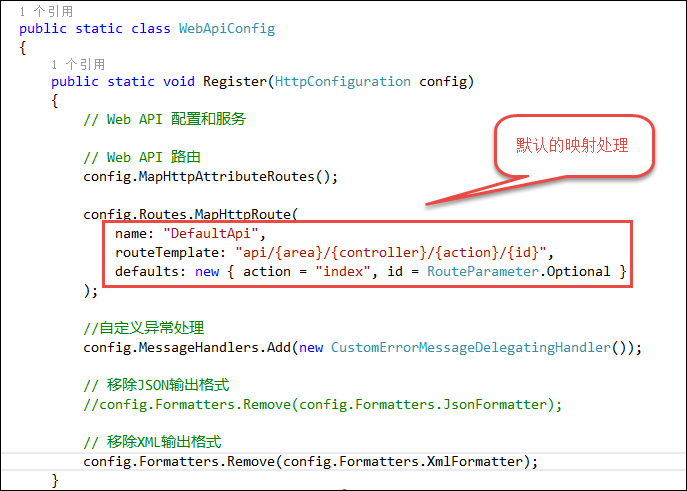 1 个引用
public static class WebApiConfig
{
1 个引用
public static void Register(HttpConfiguration config)
{
// Web API 配置和服务
// Web API 路由
config.MapHttpAttributeRoutes();
默认的映射处理
config.Routes.MapHttpRoute(
name: "DefaultApi",
routeTemplate: "api/{area}/{controller}/{action}/{id}",
defaults: new { action = "index", id = RouteParameter.Optional }
);
//自定义异常处理
config.MessageHandlers.Add(new CustomErrorMessageDelegatingHandler());
// 移除JSON输出格式
//config.Formatters.Remove(config.Formatters.JsonFormatter);
// 移除XML输出格式
config.Formatters.Remove(config.Formatters.XmlFormatter);
}